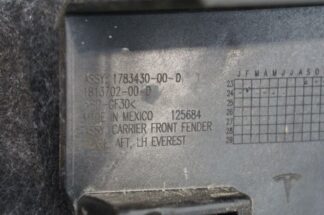 ASSY: 1783430-00-D
1813702-00-D
GF30<
MADE IN MEXICO 125684
ASSY, CARRIER FRONT FENDER
AFT, LH EVEREST
J F M A M J J A S O
23
24
25
26
27
28
29